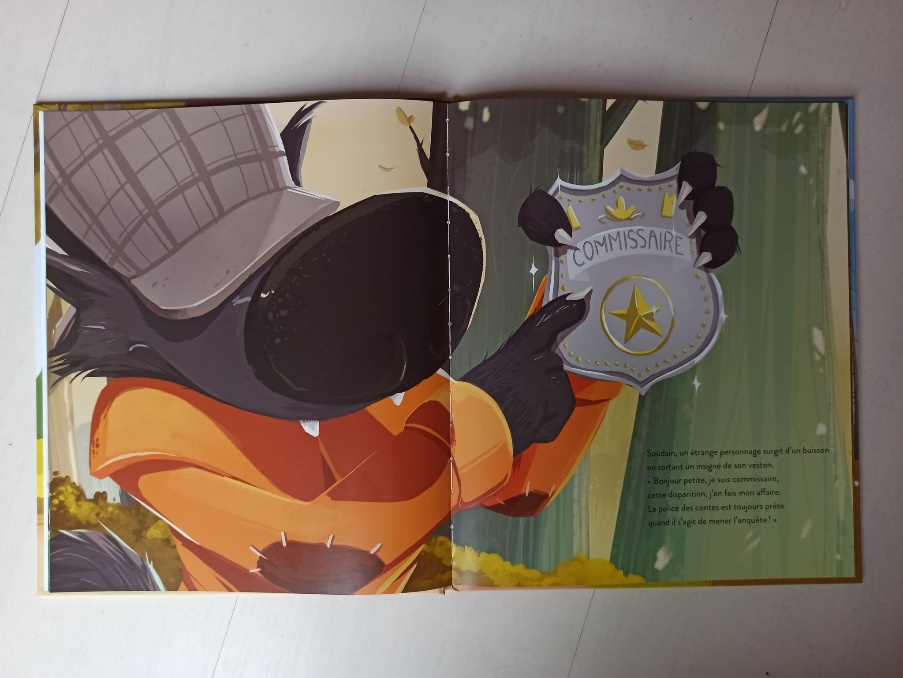 COMMISSAIRE
Soudain, un étrange personnage surgit d'un buisson
en sortant un insigne de son veston.
« Bonjour petite, je suis commissaire,
cette disparition, j'en fais mon affaire.
La police des contes est toujours prête
quand il s'agit de mener l'enquête ! »